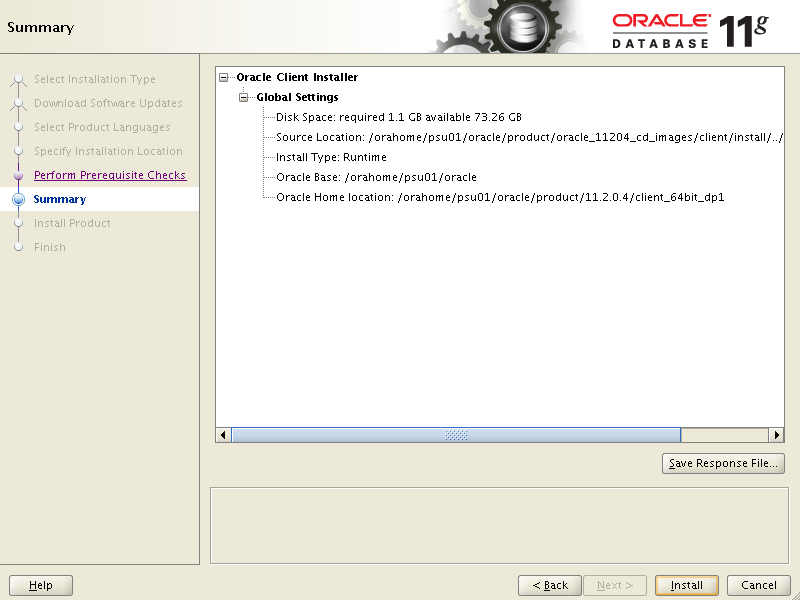 Summary
ORACLE
DATABASE 11g
Select Installation Type
Download Software Updates
Select Product Languages
Specify Installation Location
Perform Prerequisite Checks
Summary
Install Product
Finish
Oracle Client Installer
Global Settings
Disk Space: required 1.1 GB available 73.26 GB
Source Location: /orahome/psu01/oracle/product/oracle_11204_cd_images/client/install/../
Install Type: Runtime
Oracle Base: /orahome/psu01/oracle
Oracle Home location: /orahome/psu01/oracle/product/11.2.0.4/client_64bit_dp1
Save Response File...
Help
< Back
Next >
Install
Cancel